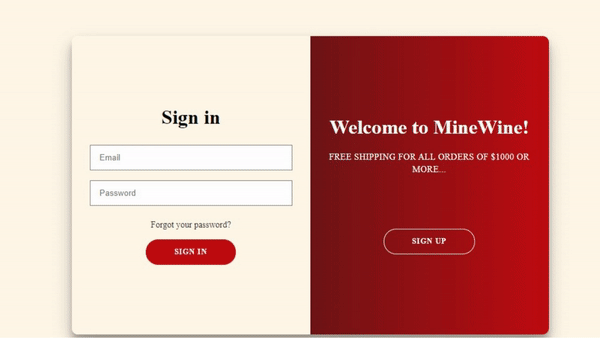 Sign in
Email
Password
Forgot your password?
SIGN IN
Welcome to MineWine!
FREE SHIPPING FOR ALL ORDERS OF $1000 OR
MORE...
SIGN UP